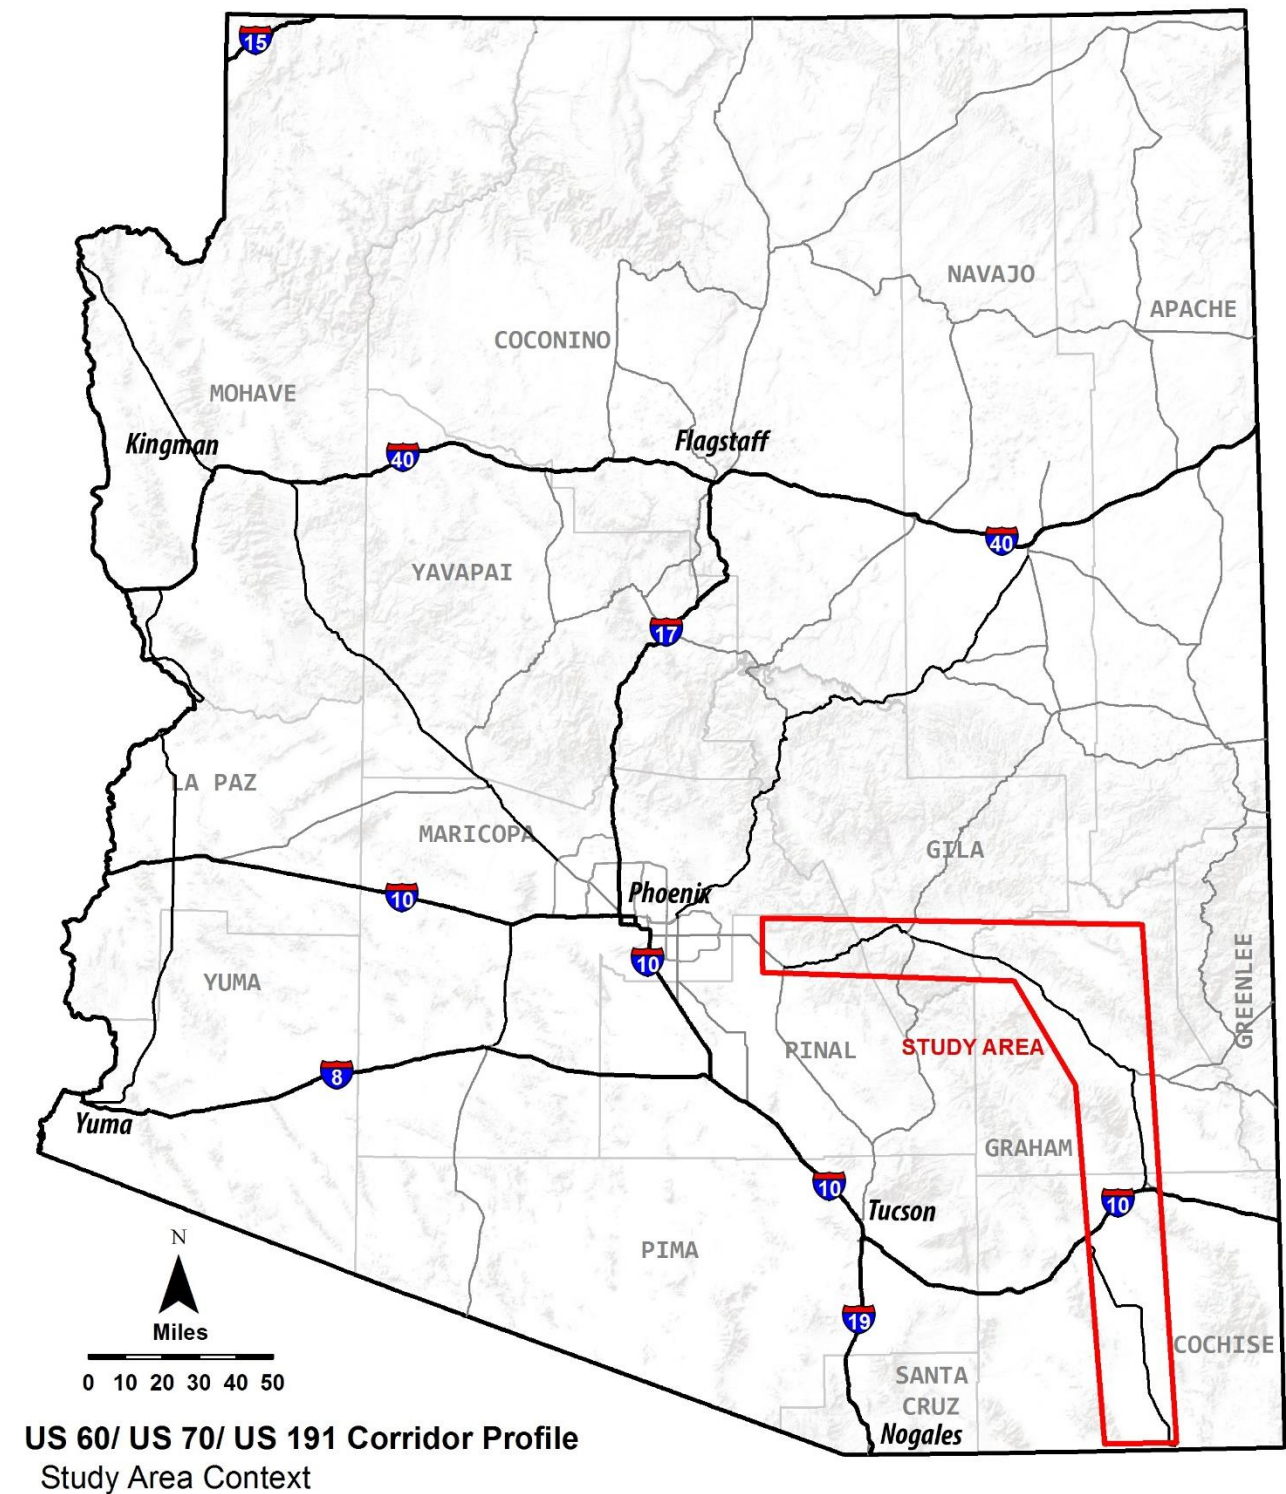 15
NAVAJO
APACHE
COCONINO
MOHAVE
Kingman
Flagstaff
40
40
YAVAPAI
17
LA PAZ
MARICOPA
GILA
Phoenix
10
10
YUMA
GREENLEE
PINAL
STUDY AREA
8
Yuma
GRAHAM
10
10
Tucson
PIMA
N
19
Miles
COCHISE
0 10 20 30 40 50
SANTA
CRUZ
Nogales
US 60/ US 70/ US 191 Corridor Profile
Study Area Context